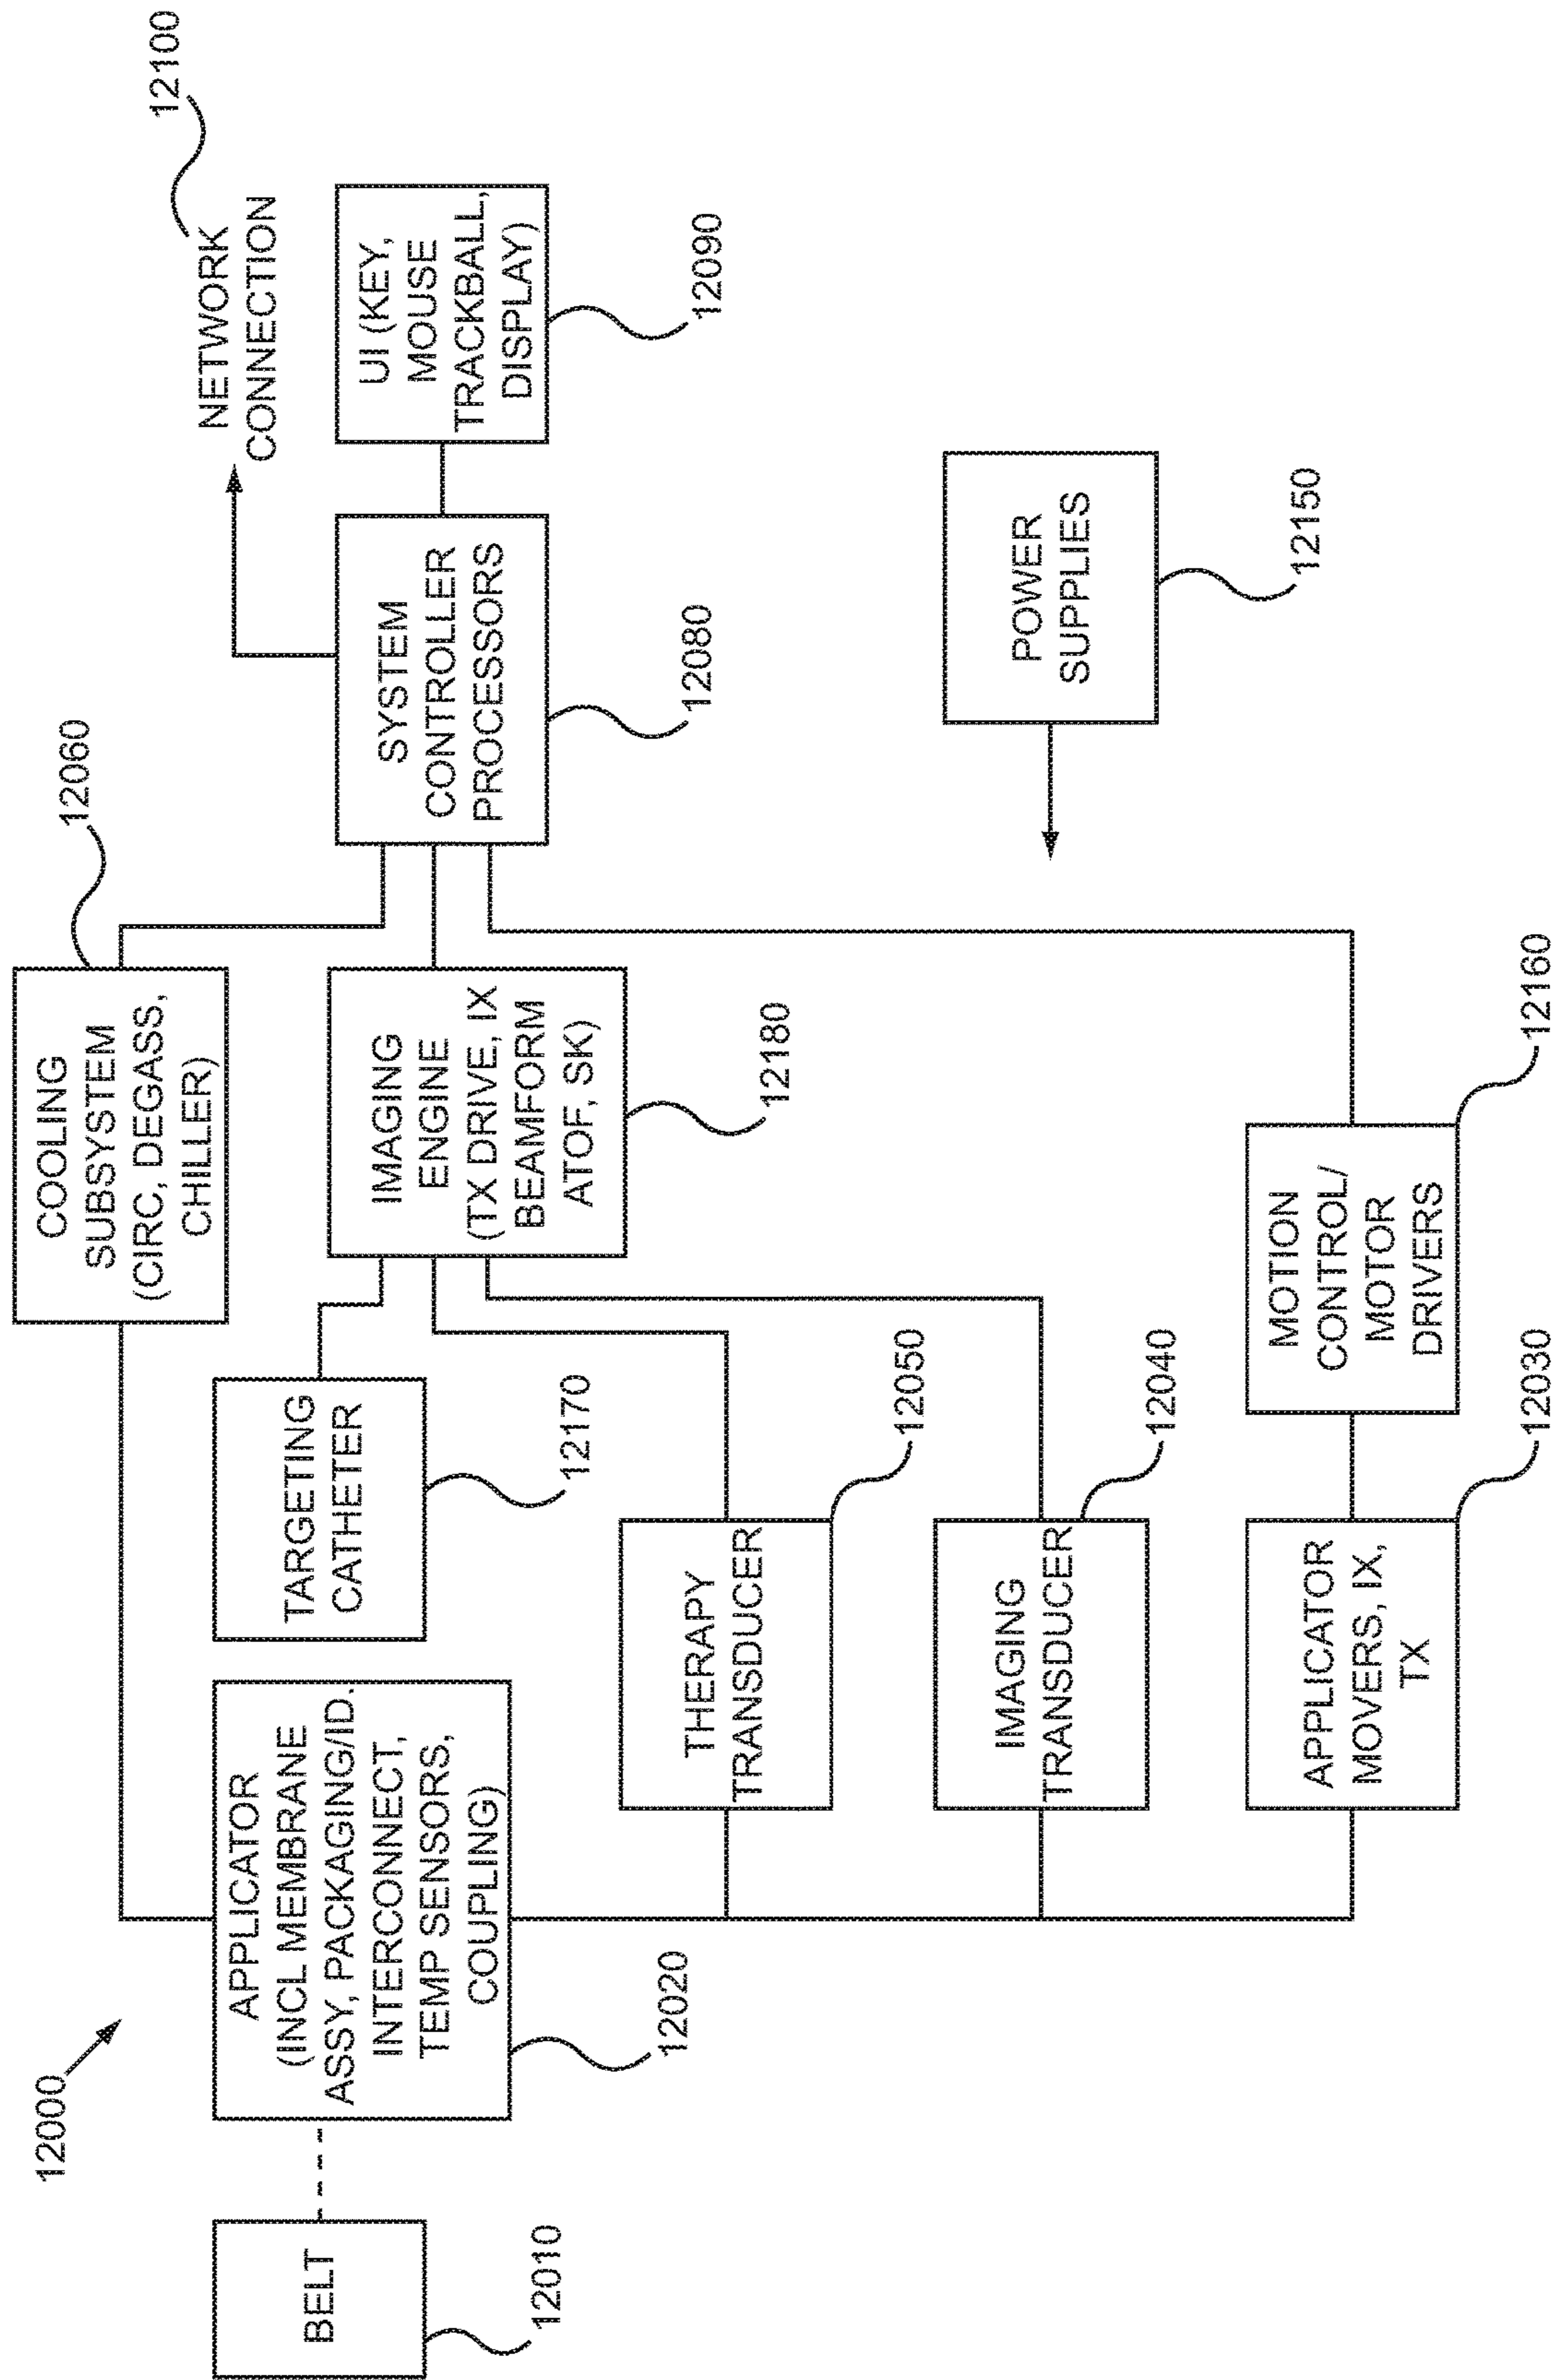 12000
12100
NETWORK
CONNECTION
12060
COOLING
SUBSYSTEM
(CIRC, DEGASS,
CHILLER)
BELT
12010
APPLICATOR
(INCL MEMBRANE
ASSY, PACKAGING/ID.
INTERCONNECT,
TEMP SENSORS,
COUPLING)
12020
TARGETING
CATHETER
12170
IMAGING
ENGINE
(TX DRIVE, IX
BEAMFORM
ATOF, SK)
12180
SYSTEM
CONTROLLER
PROCESSORS
12080
UI (KEY,
MOUSE
TRACKBALL,
DISPLAY)
12090
THERAPY
TRANSDUCER
12050
IMAGING
TRANSDUCER
12040
POWER
SUPPLIES
12150
APPLICATOR
MOVERS, IX,
TX
12030
MOTION
CONTROL/
MOTOR
DRIVERS
12160